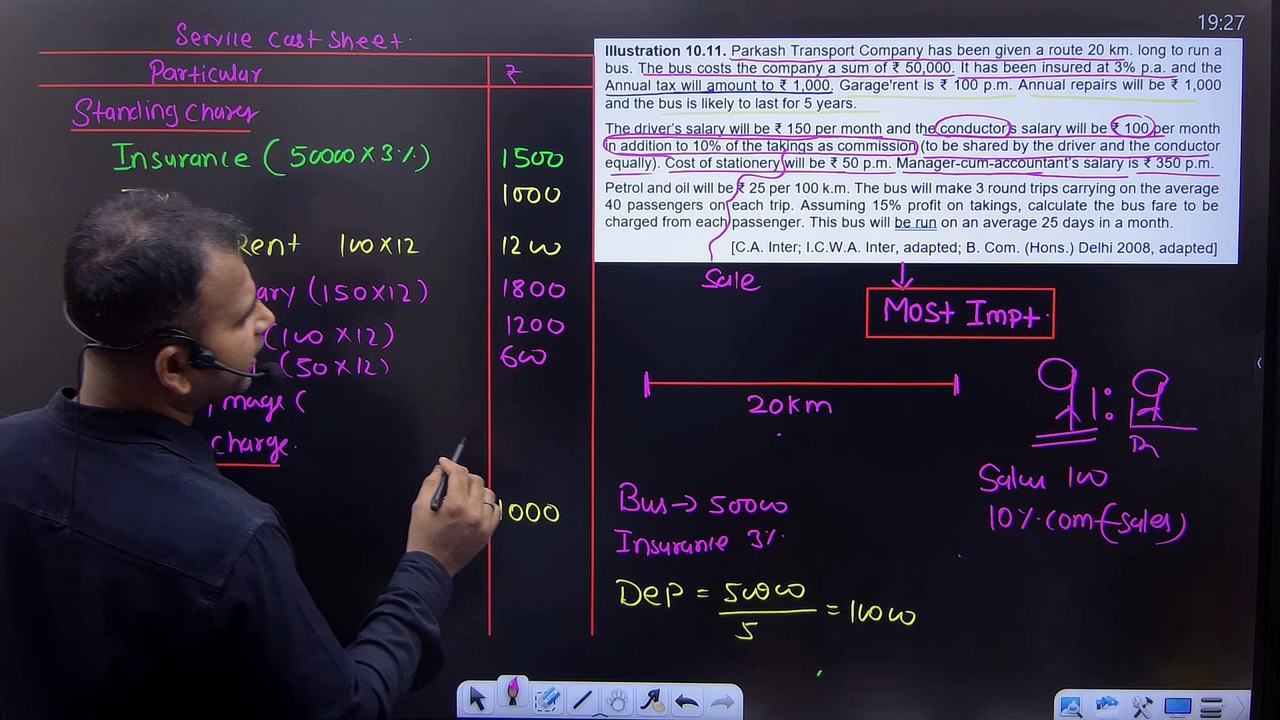 19:27
Service Cost Sheet.
Particular ₹
Standing Charges
Insurance (50000×3%) 1500
1000
Rent 100×12 1200
ary (150×12) 1800
(100×12) 1200
(50×12) 600
mage (
charge.
1000
Illustration 10.11. Parkash Transport Company has been given a route 20 km. long to run a
bus. The bus costs the company a sum of ₹ 50,000. It has been insured at 3% p.a. and the
Annual tax will amount to ₹ 1,000. Garage'rent is ₹ 100 p.m. Annual repairs will be ₹ 1,000
and the bus is likely to last for 5 years.
The driver's salary will be ₹ 150 per month and the conductor's salary will be ₹ 100 per month
in addition to 10% of the takings as commission (to be shared by the driver and the conductor
equally). Cost of stationery will be ₹ 50 p.m. Manager-cum-accountant's salary is ₹ 350 p.m.
Petrol and oil will be ₹ 25 per 100 k.m. The bus will make 3 round trips carrying on the average
40 passengers on each trip. Assuming 15% profit on takings, calculate the bus fare to be
charged from each passenger. This bus will be run on an average 25 days in a month.
[C.A. Inter; I.C.W.A. Inter, adapted; B. Com. (Hons.) Delhi 2008, adapted]
Sale
Most Impt.
20km
1:1
Sales 100
10% com (sales)
Bus → 50000
Insurance 3%
Dep = 50000
/5 = 10000